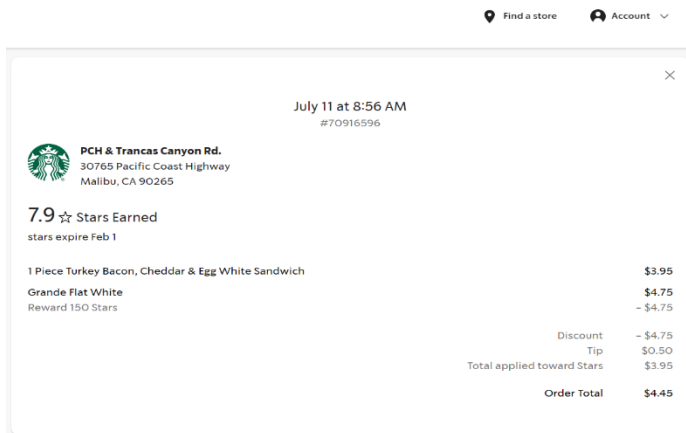 Find a store Account
July 11 at 8:56 AM
#70916596
PCH & Trancas Canyon Rd.
30765 Pacific Coast Highway
Malibu, CA 90265
7.9 ☆ Stars Earned
stars expire Feb 1
1 Piece Turkey Bacon, Cheddar & Egg White Sandwich $3.95
Grande Flat White $4.75
Reward 150 Stars – $4.75
Discount – $4.75
Tip $0.50
Total applied toward Stars $3.95
Order Total $4.45